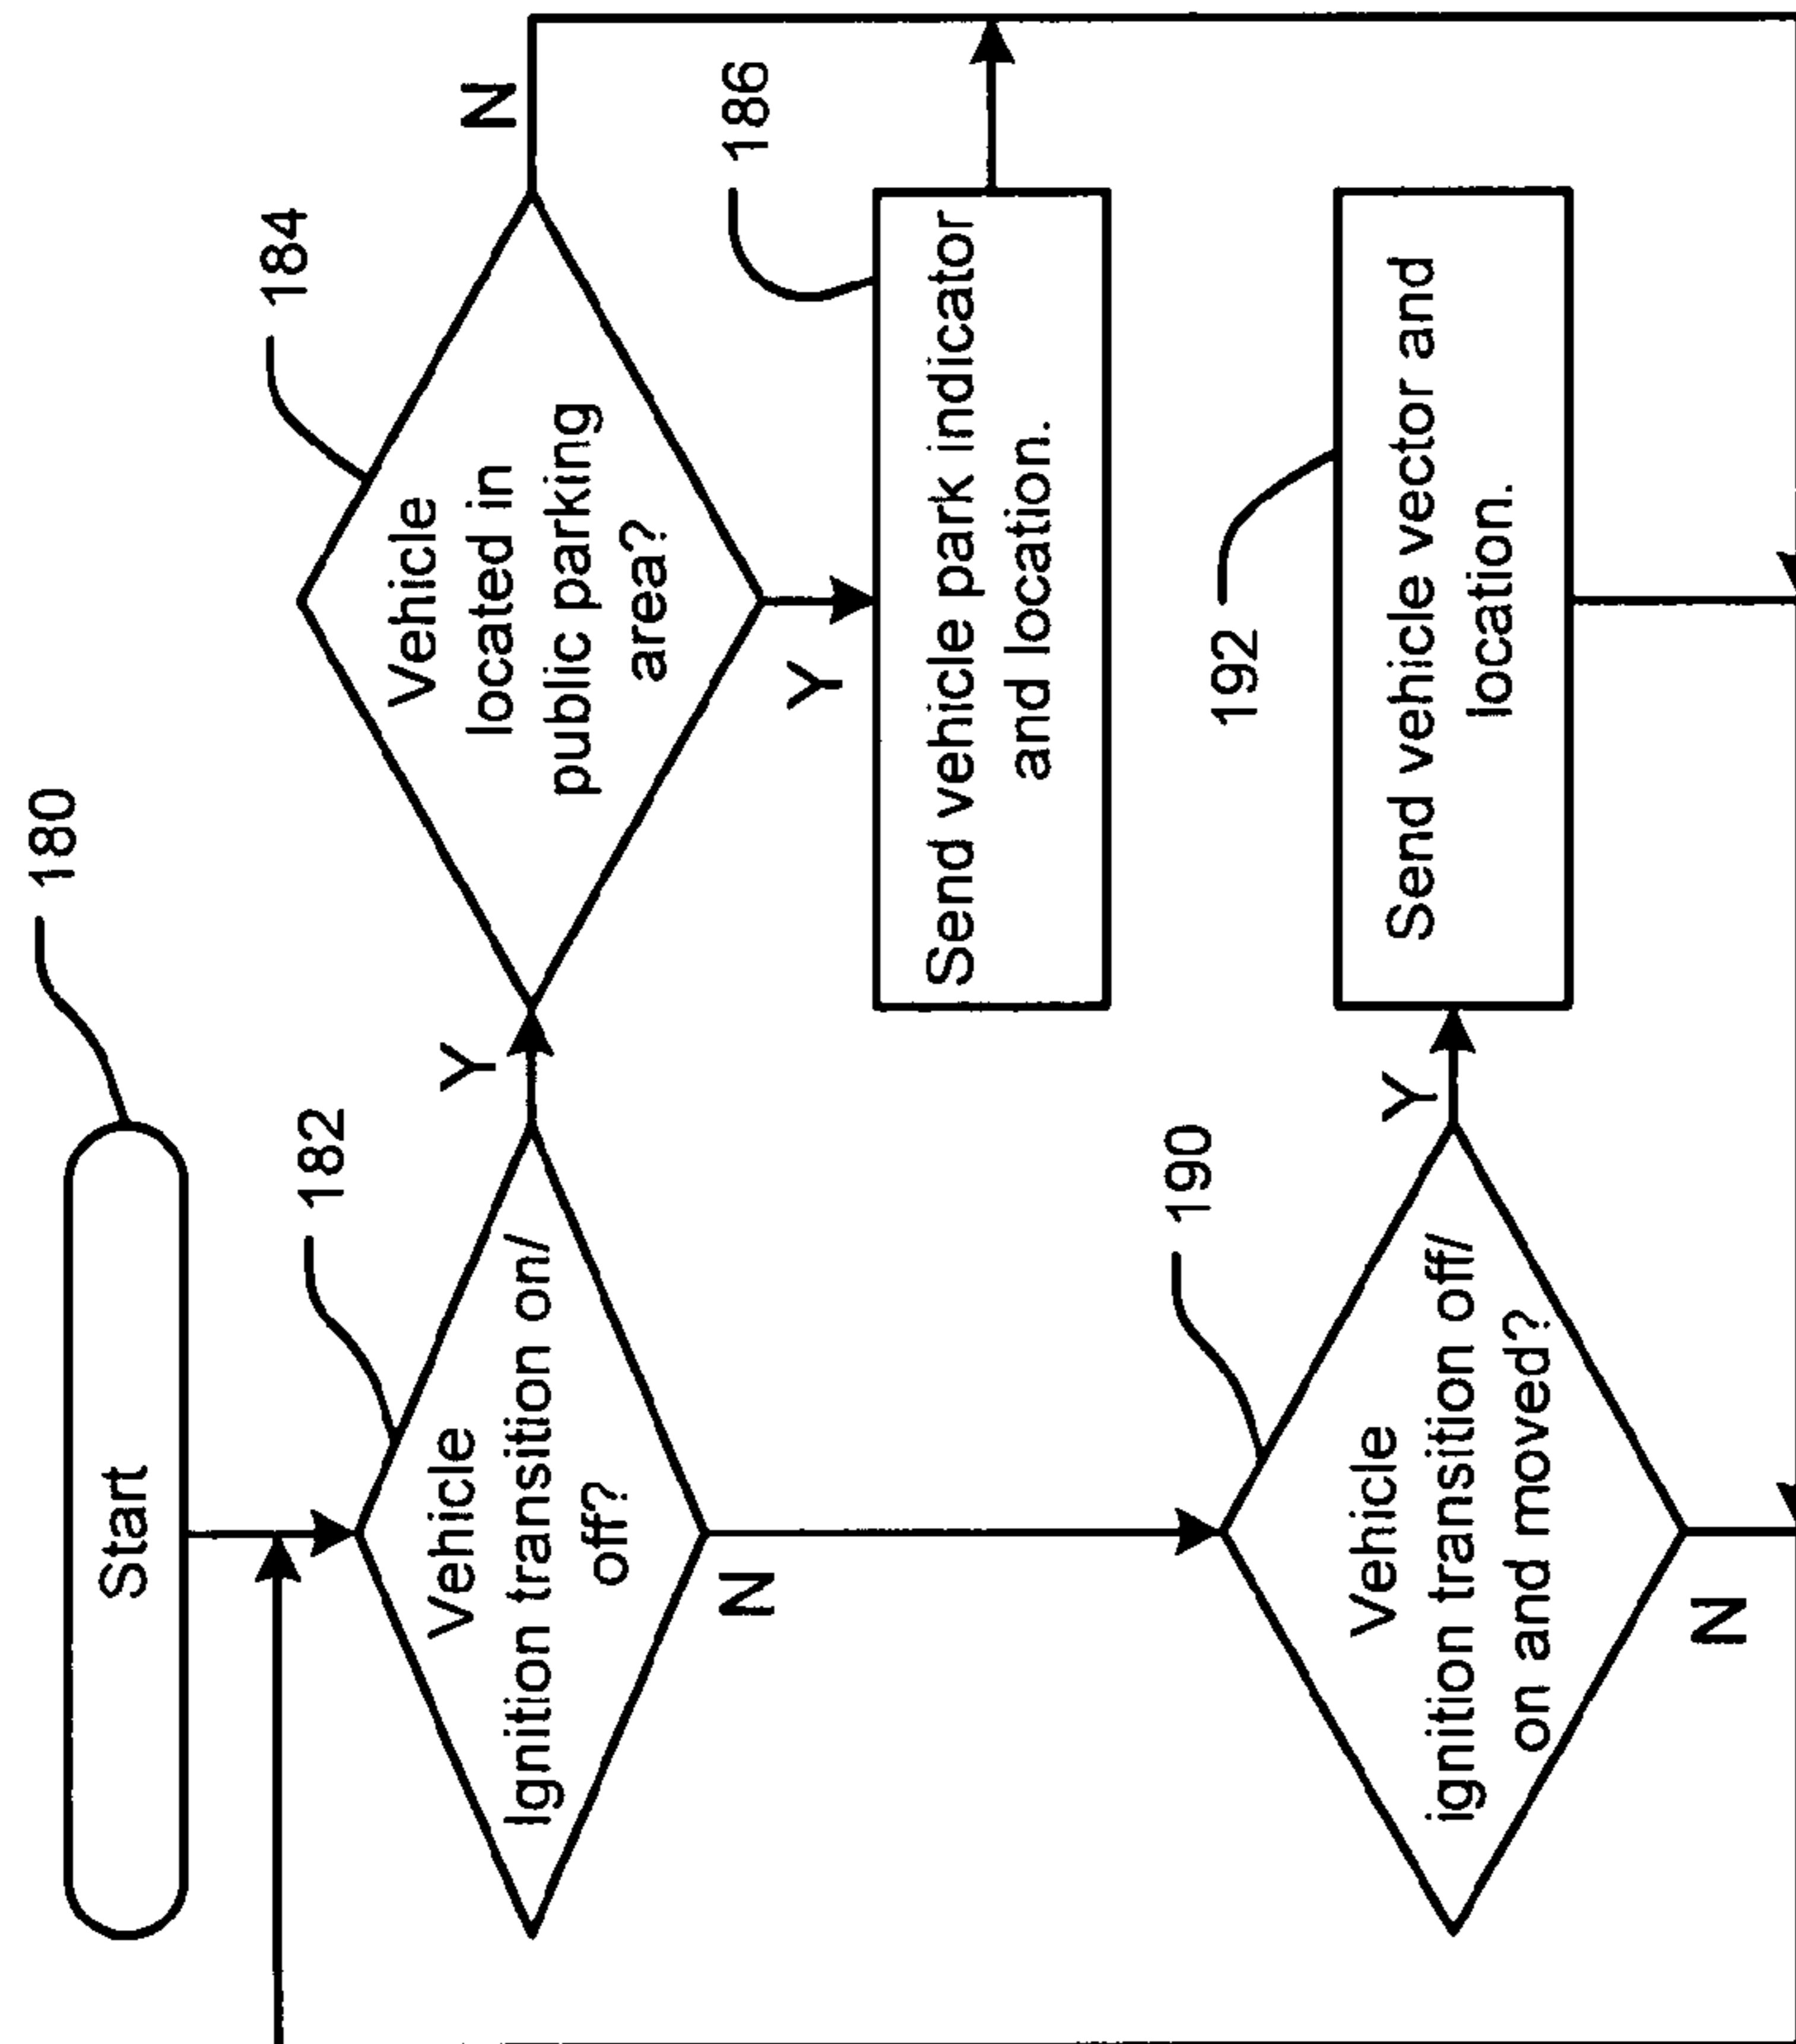 180
Start
182
Vehicle
Ignition transition on/
off?
Y
N
184
Vehicle
located in
public parking
area?
N
Y
186
Send vehicle park indicator
and location.
190
Vehicle
ignition transition off/
on and moved?
Y
N
192
Send vehicle vector and
location.